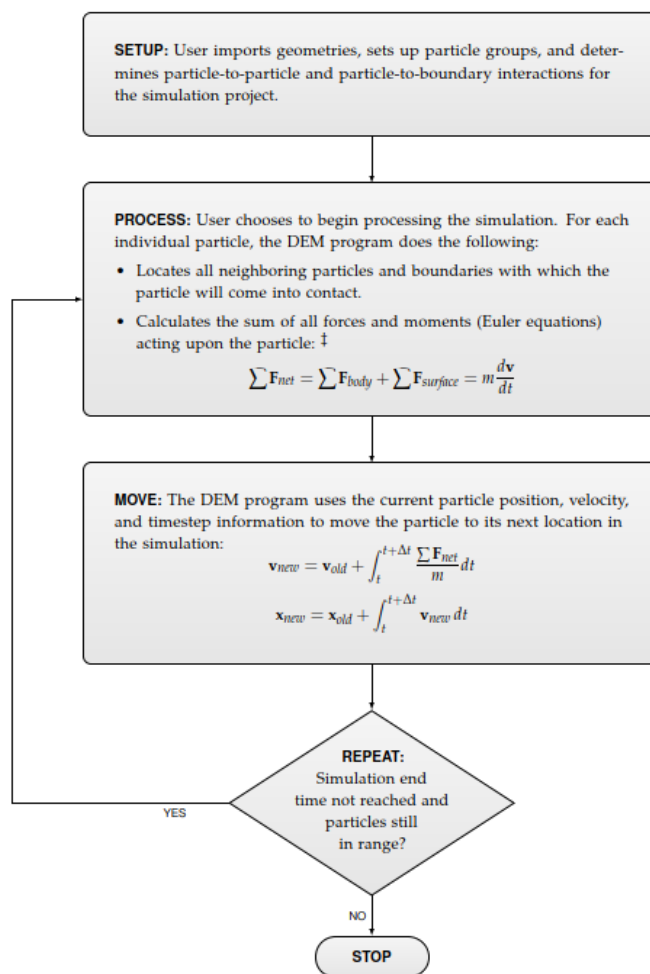 SETUP: User imports geometries, sets up particle groups, and deter-
mines particle-to-particle and particle-to-boundary interactions for
the simulation project.
PROCESS: User chooses to begin processing the simulation. For each
individual particle, the DEM program does the following:
• Locates all neighboring particles and boundaries with which the
particle will come into contact.
• Calculates the sum of all forces and moments (Euler equations)
acting upon the particle: ‡
∑F_net = ∑F_body + ∑F_surface = m dv/dt
MOVE: The DEM program uses the current particle position, velocity,
and timestep information to move the particle to its next location in
the simulation:
v_new = v_old + ∫_t^{t+Δt} (∑F_net / m) dt
x_new = x_old + ∫_t^{t+Δt} v_new dt
REPEAT:
Simulation end
time not reached and
particles still
in range?
YES
NO
STOP